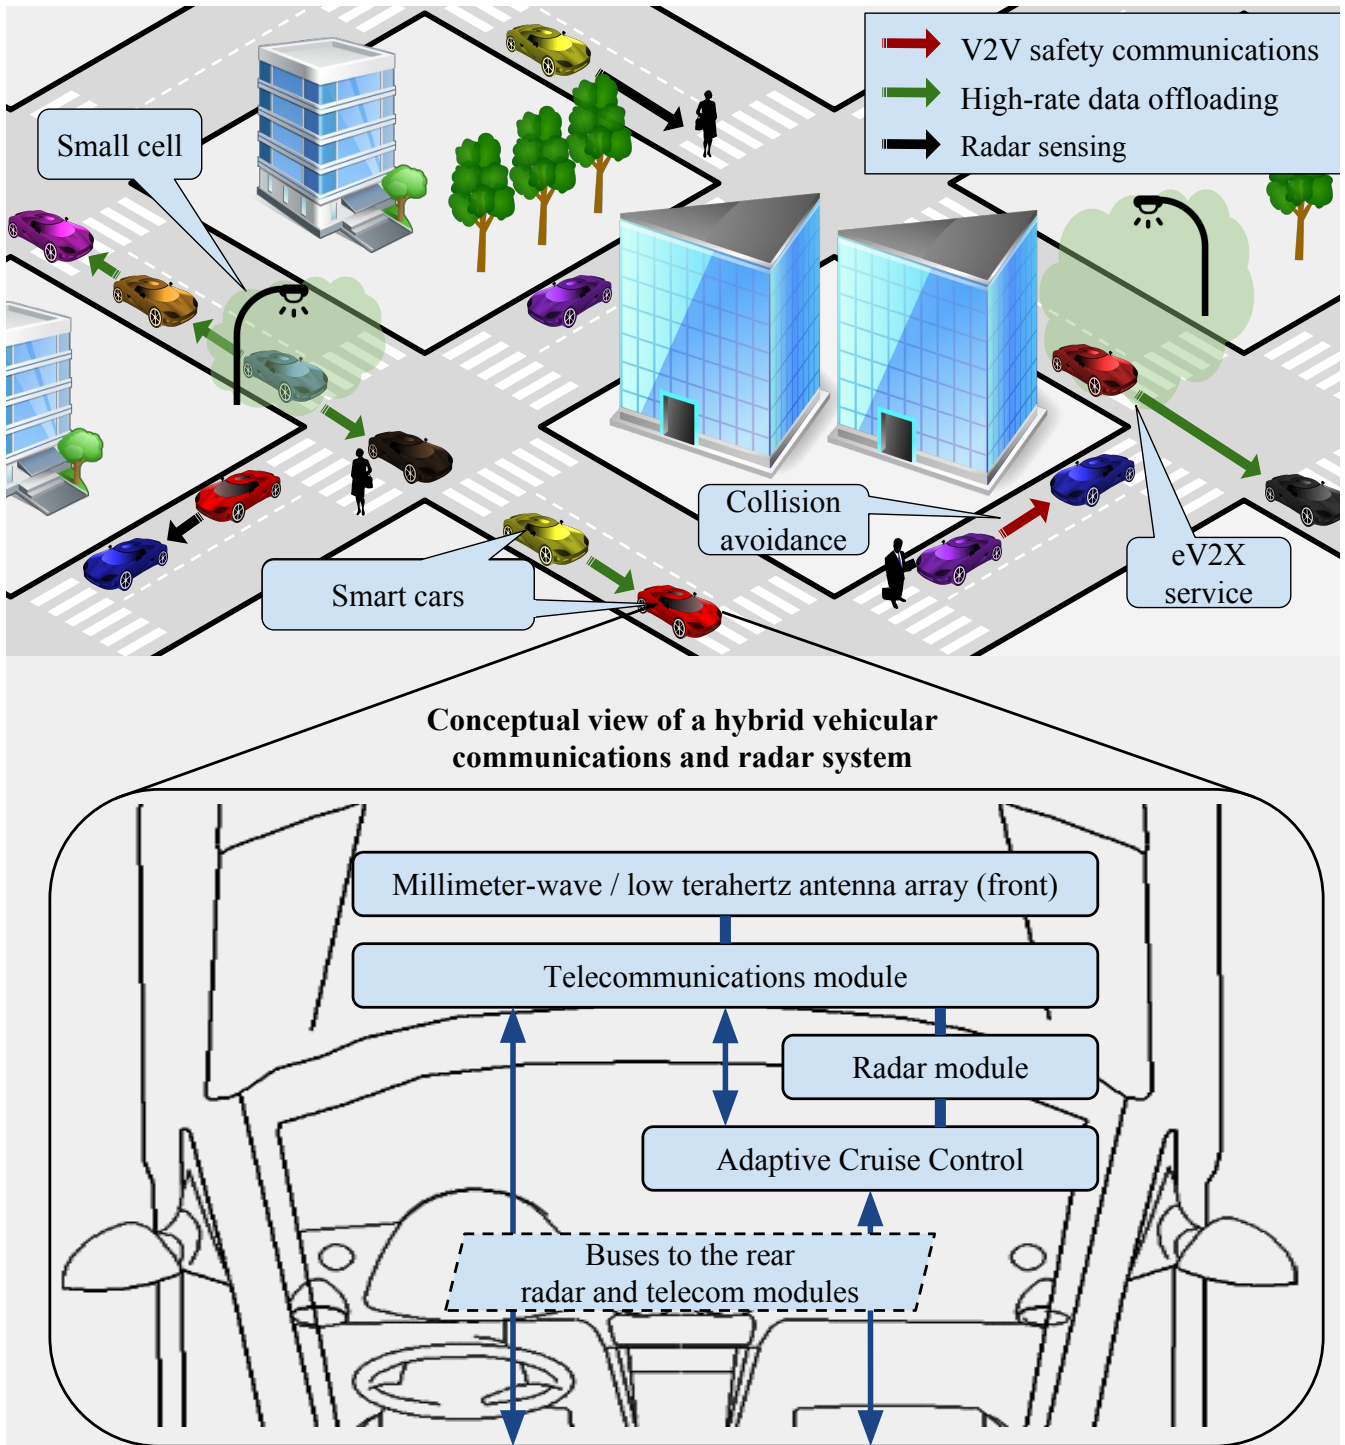 V2V safety communications
High-rate data offloading
Radar sensing
Small cell
Collision
avoidance
eV2X
service
Smart cars
Conceptual view of a hybrid vehicular
communications and radar system
Millimeter-wave / low terahertz antenna array (front)
Telecommunications module
Radar module
Adaptive Cruise Control
Buses to the rear
radar and telecom modules